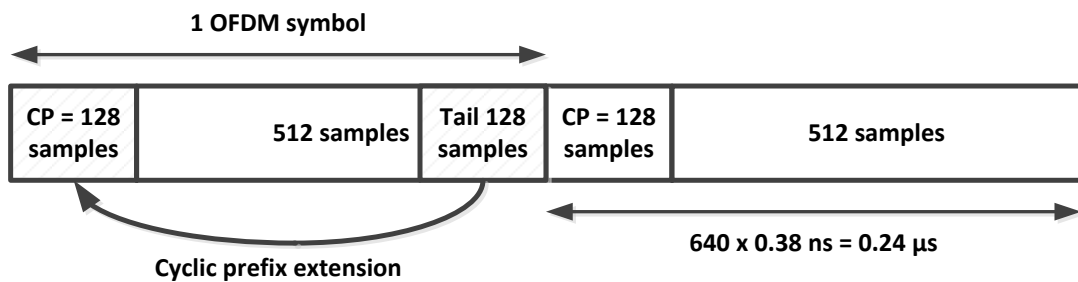 1 OFDM symbol
CP = 128
samples
512 samples
Tail 128
samples
CP = 128
samples
512 samples
640 x 0.38 ns = 0.24 µs
Cyclic prefix extension